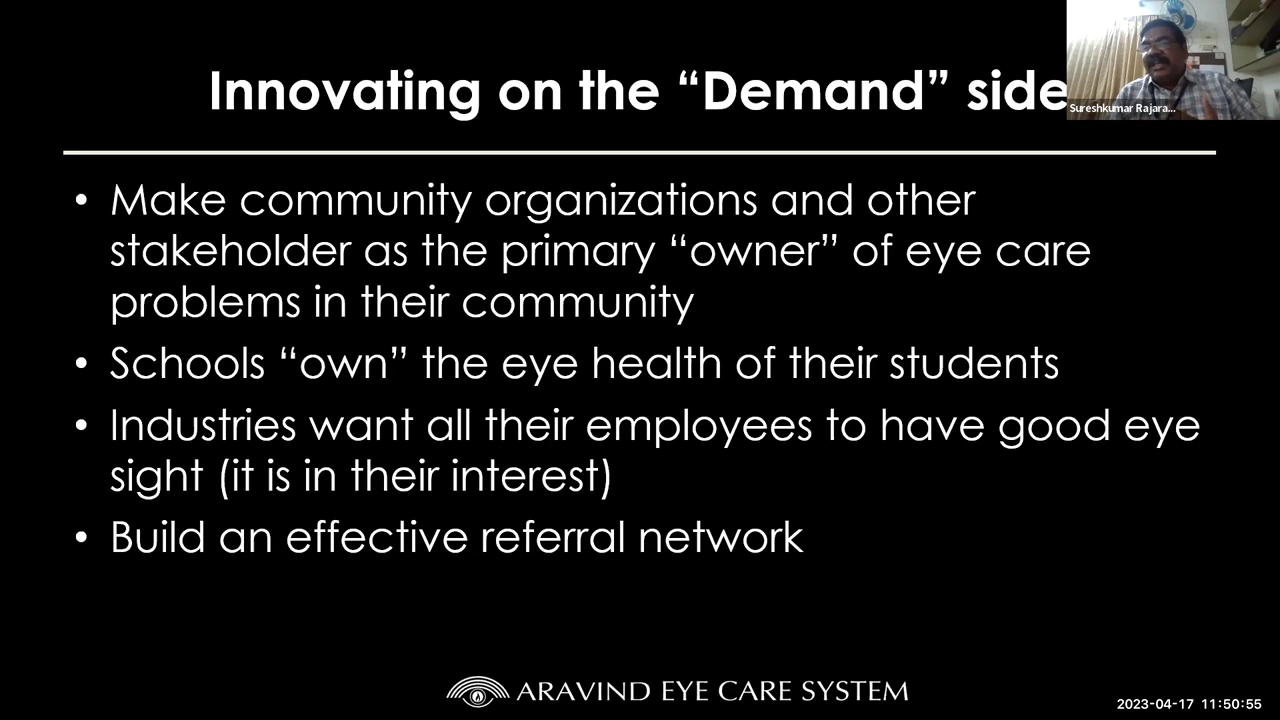 Innovating on the “Demand” side
Sureshkumar Rajara...
• Make community organizations and other
stakeholder as the primary “owner” of eye care
problems in their community
• Schools “own” the eye health of their students
• Industries want all their employees to have good eye
sight (it is in their interest)
• Build an effective referral network
ARAVIND EYE CARE SYSTEM
2023-04-17 11:50:55